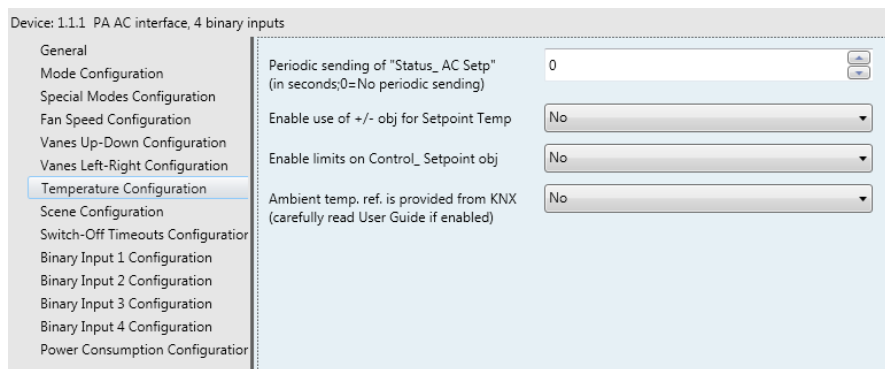 Device: 1.1.1 PA AC interface, 4 binary inputs
General
Mode Configuration
Special Modes Configuration
Fan Speed Configuration
Vanes Up-Down Configuration
Vanes Left-Right Configuration
Temperature Configuration
Scene Configuration
Switch-Off Timeouts Configuration
Binary Input 1 Configuration
Binary Input 2 Configuration
Binary Input 3 Configuration
Binary Input 4 Configuration
Power Consumption Configuration
Periodic sending of "Status_ AC Setp" 0
(in seconds;0=No periodic sending)
Enable use of +/- obj for Setpoint Temp No
Enable limits on Control_ Setpoint obj No
Ambient temp. ref. is provided from KNX No
(carefully read User Guide if enabled)